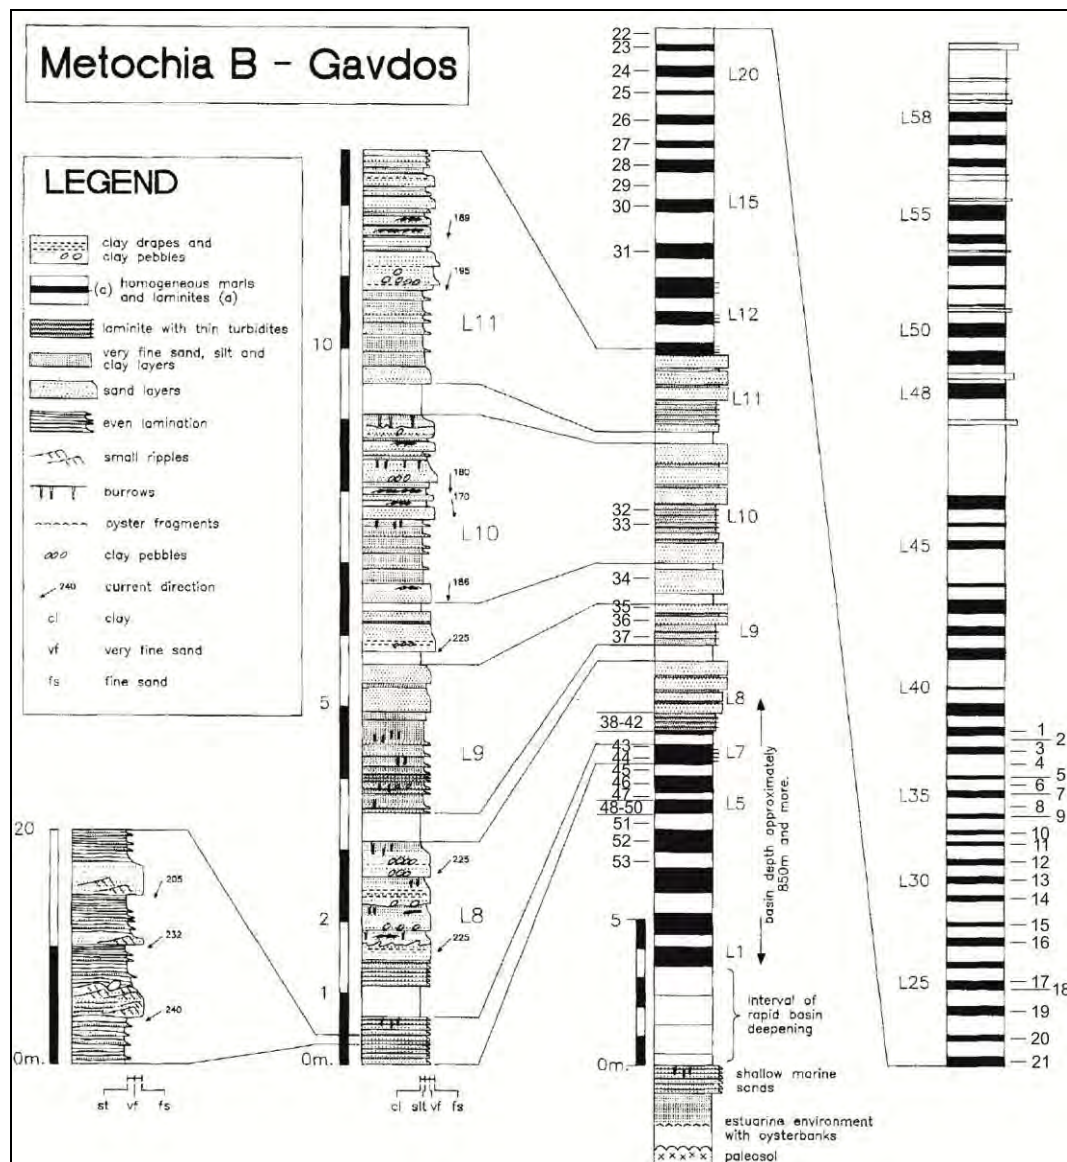 Metochia B - Gavdos
LEGEND
clay drapes and
clay pebbles
(a) homogeneous marls
and laminites (a)
laminite with thin turbidites
very fine sand, silt and
clay layers
sand layers
even lamination
small ripples
burrows
oyster fragments
clay pebbles
240 current direction
cl clay
vf very fine sand
fs fine sand
20
205
232
240
0m.
st vf fs
10
5
2
1
0m.
189
195
L11
180
170
L10
186
225
L9
225
L8
225
cl slt vf fs
22
23
24
25
26
27
28
29
30
31
32
33
34
35
36
37
38-42
43
44
45
46
47
48-50
51
52
53
L20
L15
L12
L11
L10
L9
L8
L7
L5
L1
basin depth approximately
850m and more.
5
0m.
interval of
rapid basin
deepening
shallow marine
sands
estuarine environment
with oysterbanks
paleosol
L58
L55
L50
L48
L45
L40
L35
L30
L25
1
2
3
4
5
6
7
8
9
10
11
12
13
14
15
16
17
18
19
20
21